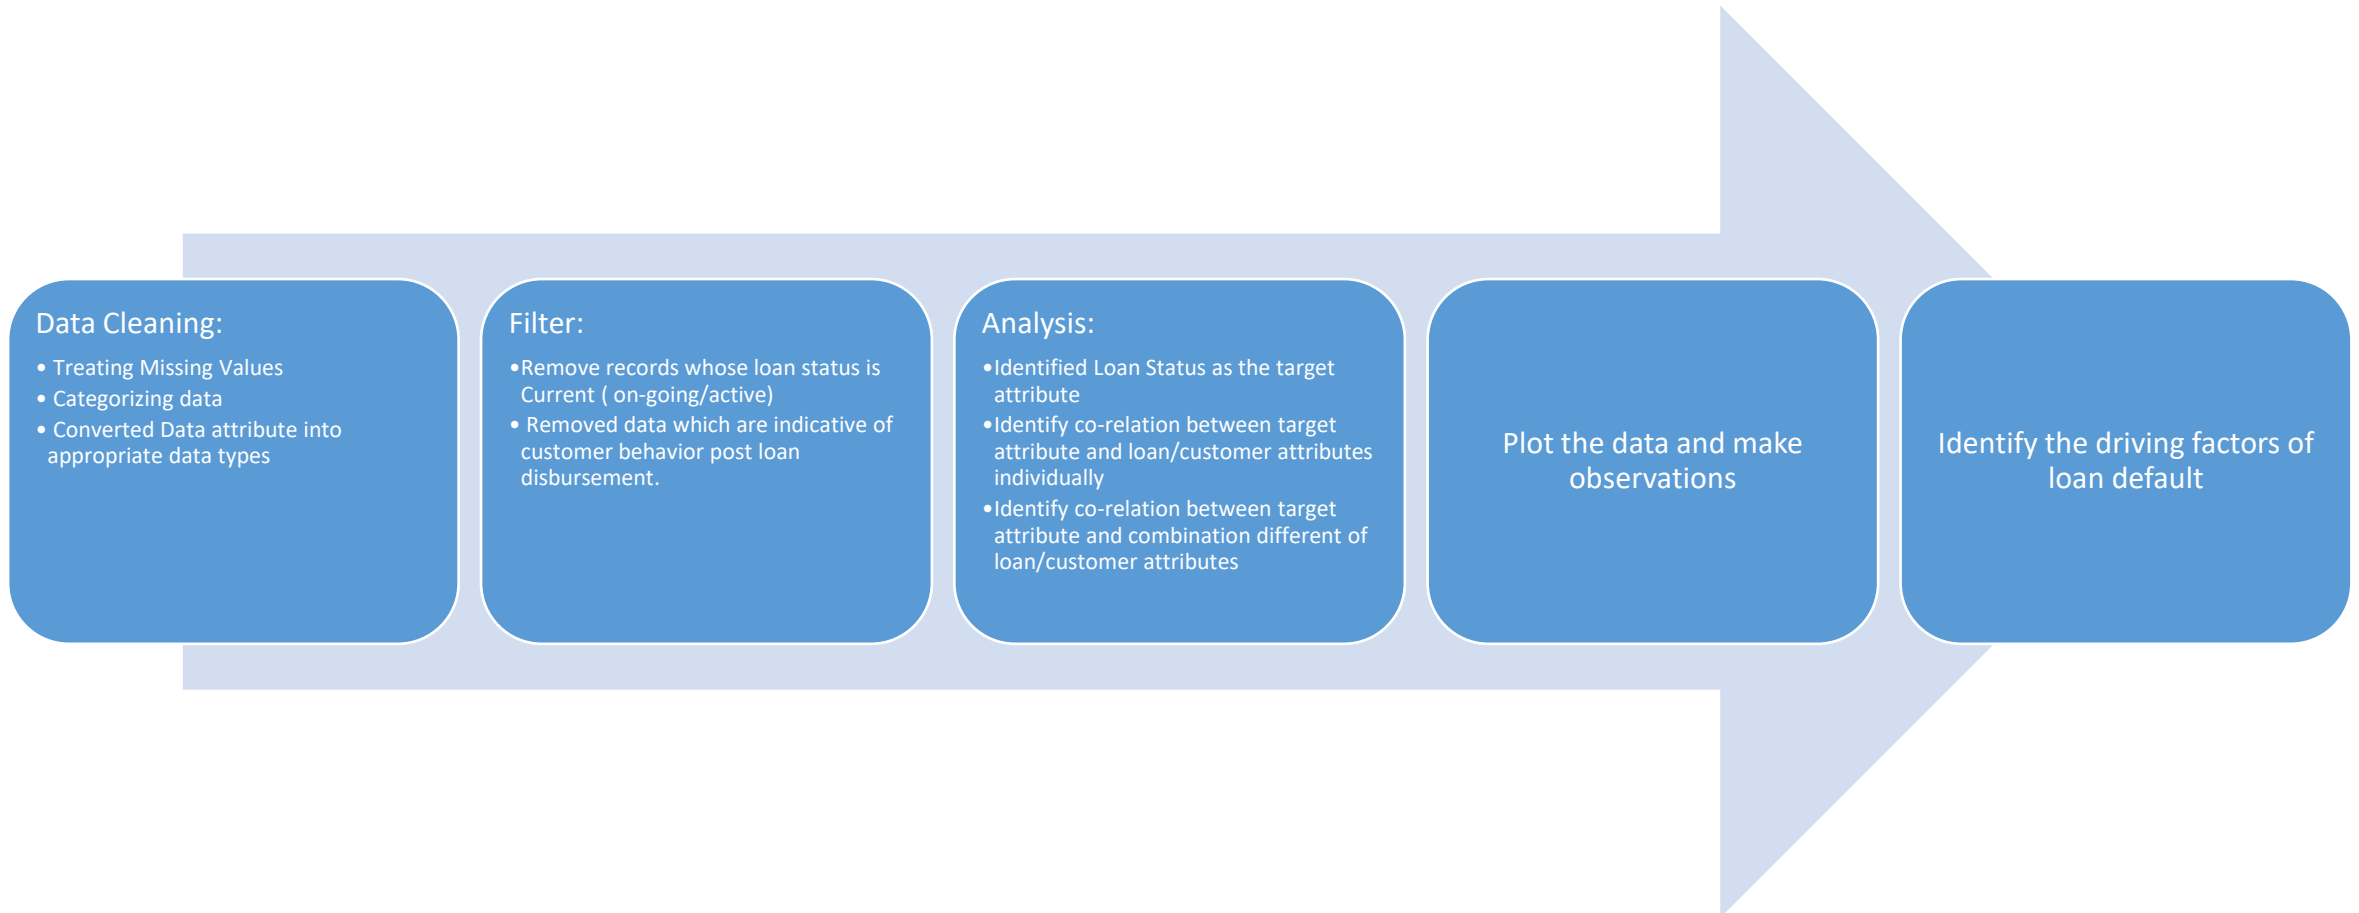 Data Cleaning:
• Treating Missing Values
• Categorizing data
• Converted Data attribute into
appropriate data types
Filter:
•Remove records whose loan status is
Current ( on-going/active)
• Removed data which are indicative of
customer behavior post loan
disbursement.
Analysis:
•Identified Loan Status as the target
attribute
•Identify co-relation between target
attribute and loan/customer attributes
individually
•Identify co-relation between target
attribute and combination different of
loan/customer attributes
Plot the data and make
observations
Identify the driving factors of
loan default